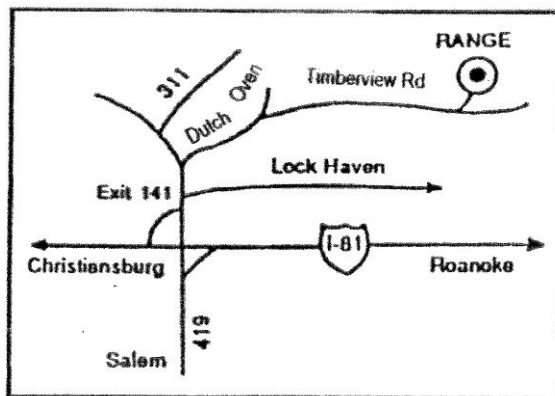 RANGE
311
Dutch Oven
Timberview Rd
Lock Haven
Exit 141
I-81
Christiansburg
Roanoke
419
Salem